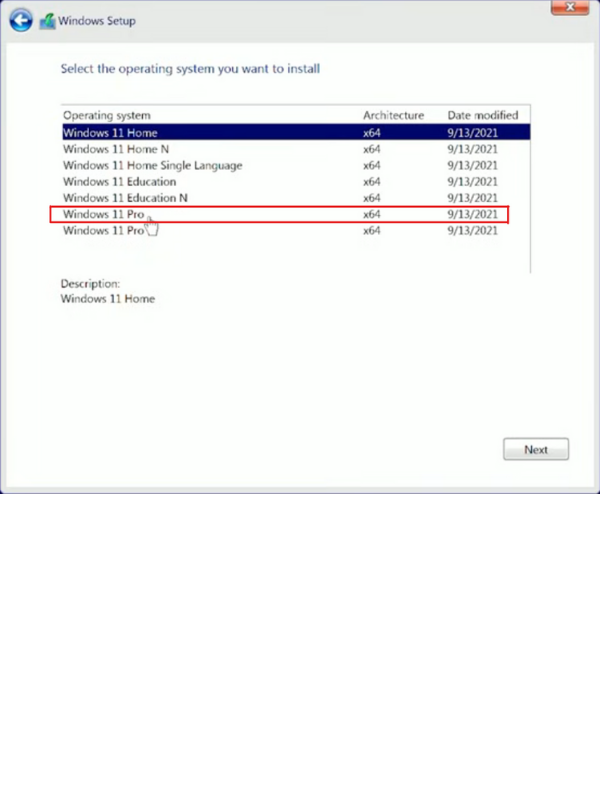 Windows Setup
Select the operating system you want to install
Operating system Architecture Date modified
Windows 11 Home x64 9/13/2021
Windows 11 Home N x64 9/13/2021
Windows 11 Home Single Language x64 9/13/2021
Windows 11 Education x64 9/13/2021
Windows 11 Education N x64 9/13/2021
Windows 11 Pro x64 9/13/2021
Windows 11 Pro x64 9/13/2021
Description:
Windows 11 Home
Next